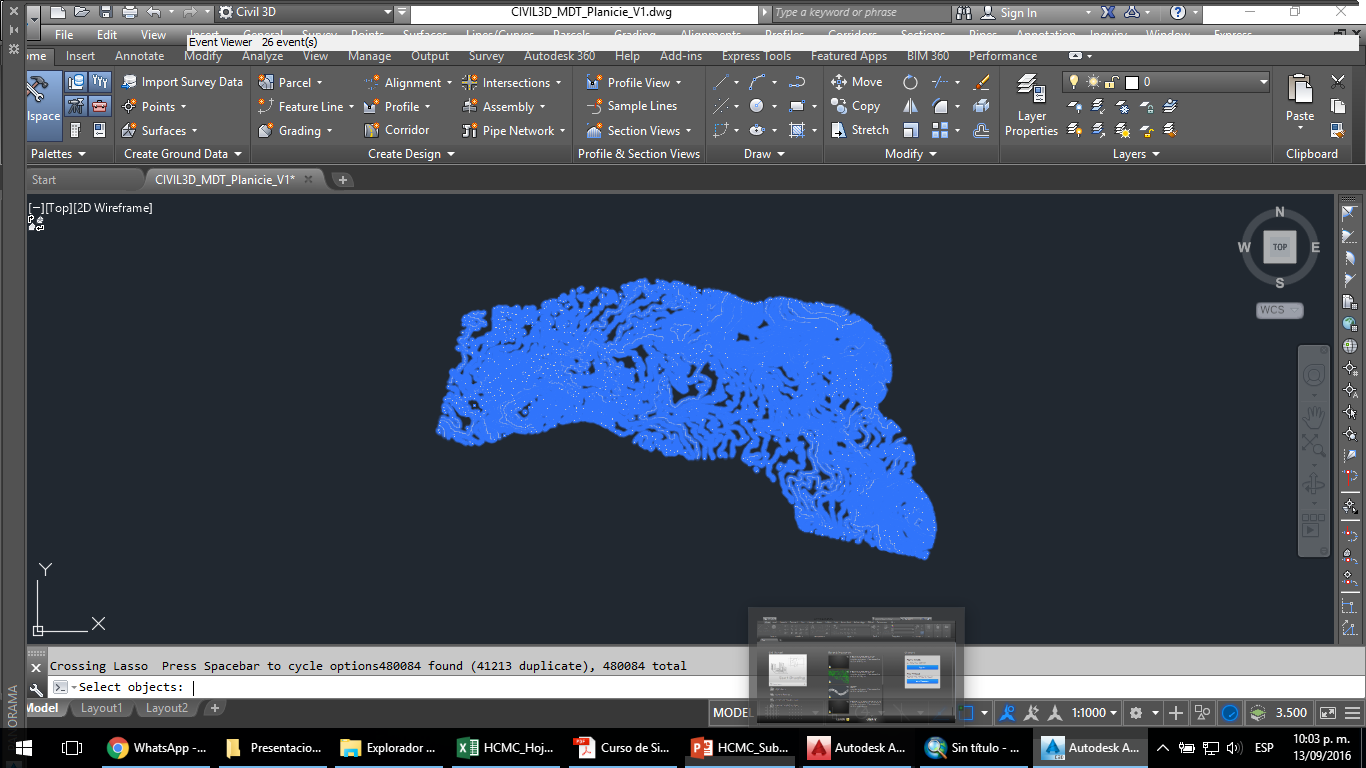 Civil 3D
CIVIL3D_MDT_Planicie_V1.dwg
Type a keyword or phrase
Sign In
File Edit View
Event Viewer 26 event(s)
ome Insert Annotate Modify Analyze View Manage Output Survey Autodesk 360 Help Add-ins Express Tools Featured Apps BIM 360 Performance
Import Survey Data Parcel Alignment Intersections Profile View Move 0
lspace Points Feature Line Profile Assembly Sample Lines Copy Layer Properties Paste
Surfaces Grading Corridor Pipe Network Section Views Stretch
Palettes Create Ground Data Create Design Profile & Section Views Draw Modify Layers Clipboard
Start CIVIL3D_MDT_Planicie_V1* +
[−][Top][2D Wireframe]
N
W TOP E
S
WCS
Y
X
Crossing Lasso Press Spacebar to cycle options480084 found (41213 duplicate), 480084 total
Select objects:
ORAMA
Model Layout1 Layout2 +
MODE 1:1000 3.500
WhatsApp -... Presentacio... Explorador ... HCMC_Hoj... Curso de Si... HCMC_Sub... Autodesk A... Sin título - ... Autodesk A... ESP
10:03 p. m.
13/09/2016